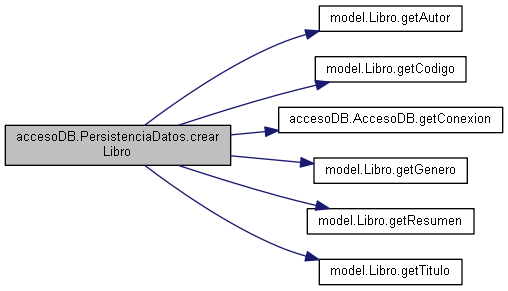 accesoDB.PersistenciaDatos.crear
Libro
model.Libro.getAutor
model.Libro.getCodigo
accesoDB.AccesoDB.getConexion
model.Libro.getGenero
model.Libro.getResumen
model.Libro.getTitulo